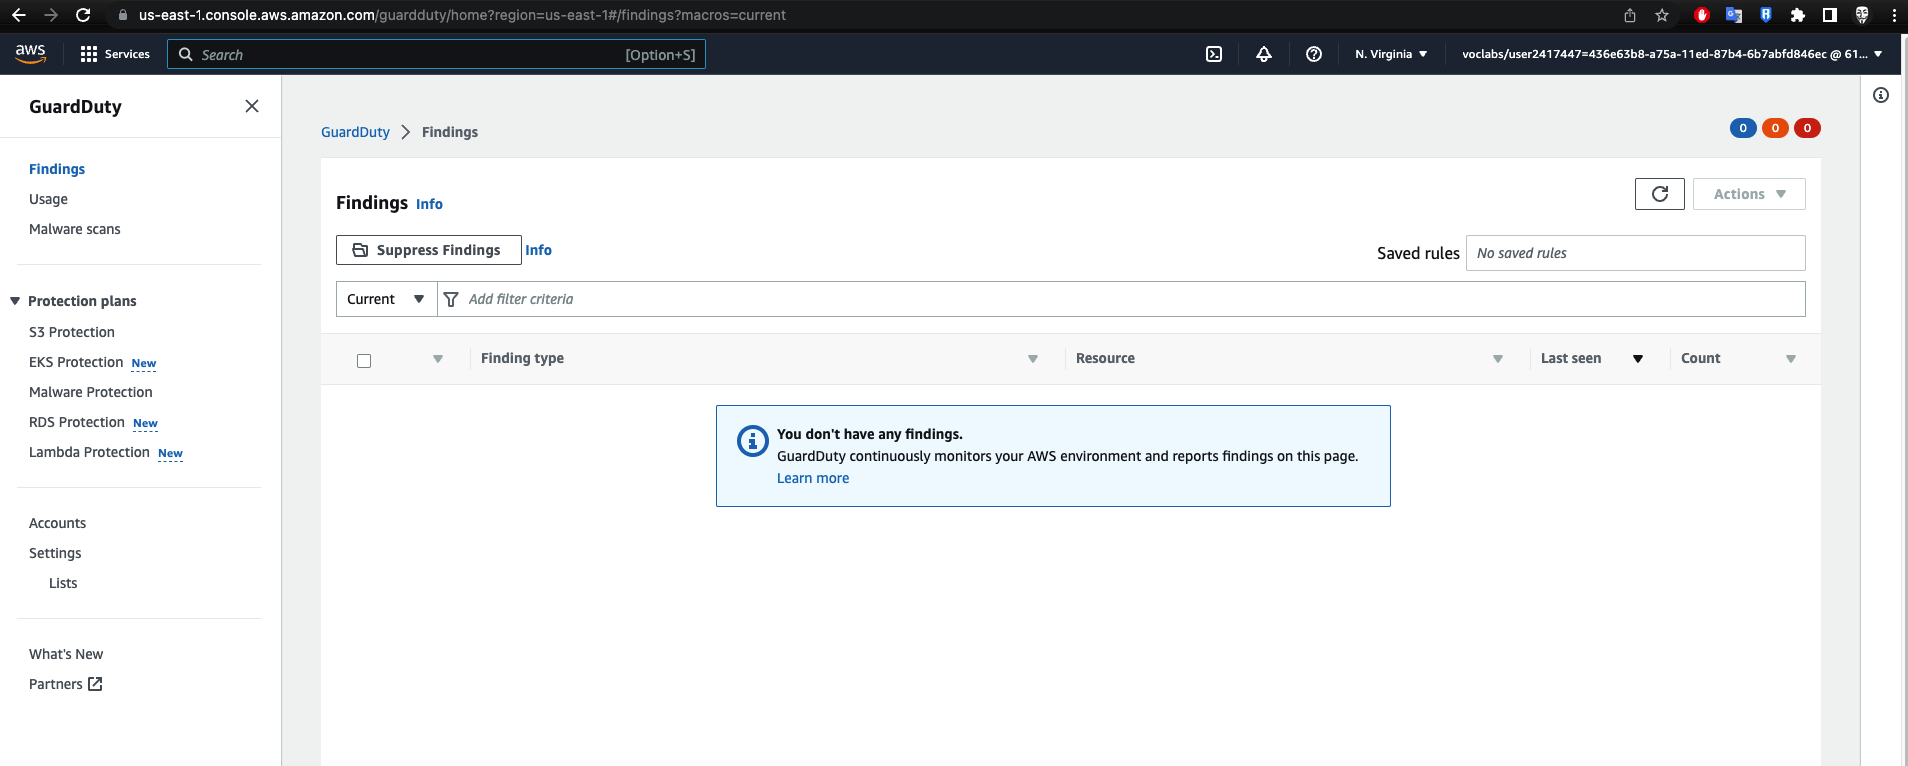 us-east-1.console.aws.amazon.com/guardduty/home?region=us-east-1#/findings?macros=current
aws
Services
Search
[Option+S]
N. Virginia
voclabs/user2417447=436e63b8-a75a-11ed-87b4-6b7abfd846ec @ 61...
GuardDuty
Findings
Usage
Malware scans
Protection plans
S3 Protection
EKS Protection New
Malware Protection
RDS Protection New
Lambda Protection New
Accounts
Settings
Lists
What's New
Partners
GuardDuty > Findings
0 0 0
Findings Info
Actions
Suppress Findings Info
Saved rules No saved rules
Current Add filter criteria
Finding type Resource Last seen Count
You don't have any findings.
GuardDuty continuously monitors your AWS environment and reports findings on this page.
Learn more